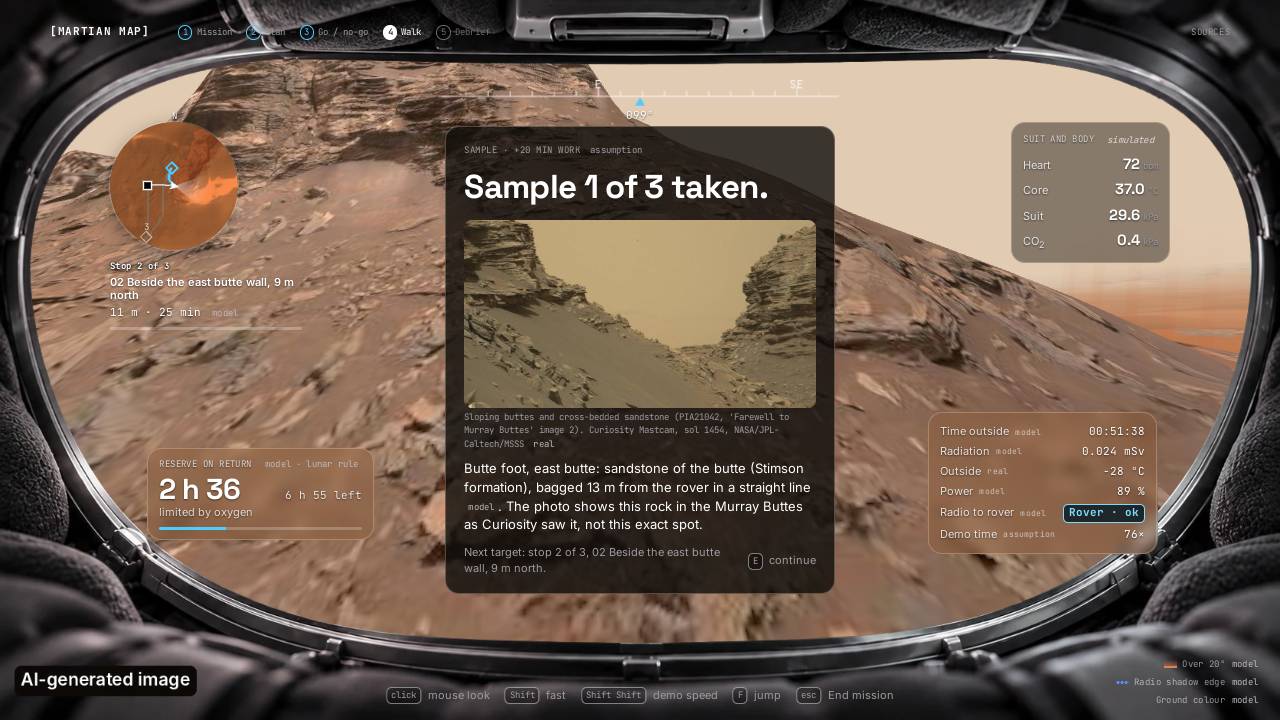 [MARTIAN MAP]
1 Mission
2 Plan
3 Go / no-go
4 Walk
5 Debrief
SOURCES
E
SE
099°
N
3
Stop 2 of 3
02 Beside the east butte wall, 9 m
north
11 m · 25 min model
SAMPLE · +20 MIN WORK assumption
Sample 1 of 3 taken.
Sloping buttes and cross-bedded sandstone (PIA21042, 'Farewell to
Murray Buttes' image 2). Curiosity Mastcam, sol 1454, NASA/JPL-
Caltech/MSSS real
Butte foot, east butte: sandstone of the butte (Stimson
formation), bagged 13 m from the rover in a straight line
model . The photo shows this rock in the Murray Buttes
as Curiosity saw it, not this exact spot.
Next target: stop 2 of 3, 02 Beside the east butte
wall, 9 m north.
E continue
SUIT AND BODY simulated
Heart 72 bpm
Core 37.0 °C
Suit 29.6 kPa
CO2 0.4 kPa
RESERVE ON RETURN model · lunar rule
2 h 36 6 h 55 left
limited by oxygen
Time outside model 00:51:38
Radiation model 0.024 mSv
Outside real -28 °C
Power model 89 %
Radio to rover model Rover · ok
Demo time assumption 76×
AI-generated image
click mouse look Shift fast Shift Shift demo speed F jump esc End mission
Over 20° model
Radio shadow edge model
Ground colour model